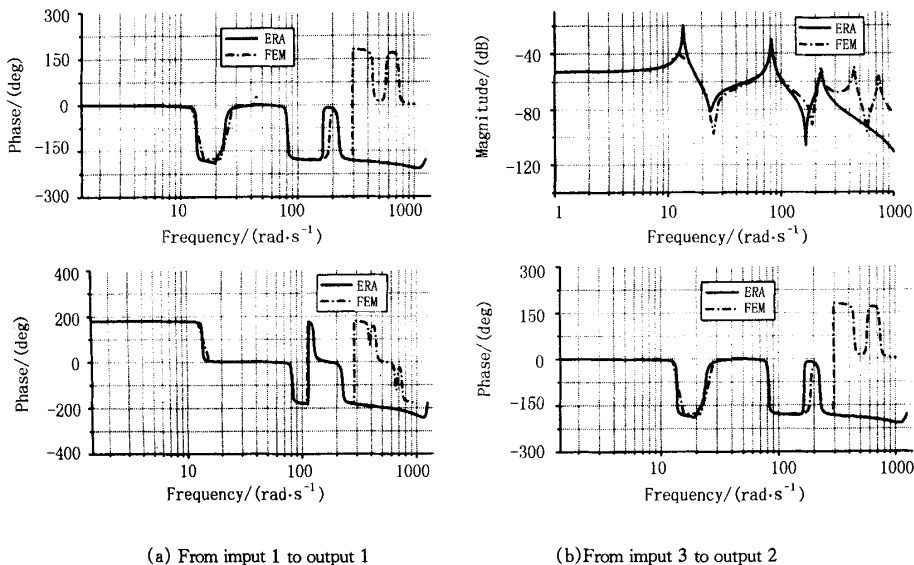 300
150
0
-150
-300
Phase/(deg)
ERA
FEM
10
100
1000
Frequency/(rad·s⁻¹)
-40
-80
-120
Magnitude/(dB)
ERA
FEM
1
10
100
1000
Frequency/(rad·s⁻¹)
400
200
0
-200
-400
Phase/(deg)
ERA
FEM
10
100
1000
Frequency/(rad·s⁻¹)
300
150
0
-150
-300
Phase/(deg
ERA
FEM
10
100
1000
Frequency/(rad·s⁻¹)
(a) From imput 1 to output 1
(b)From imput 3 to output 2